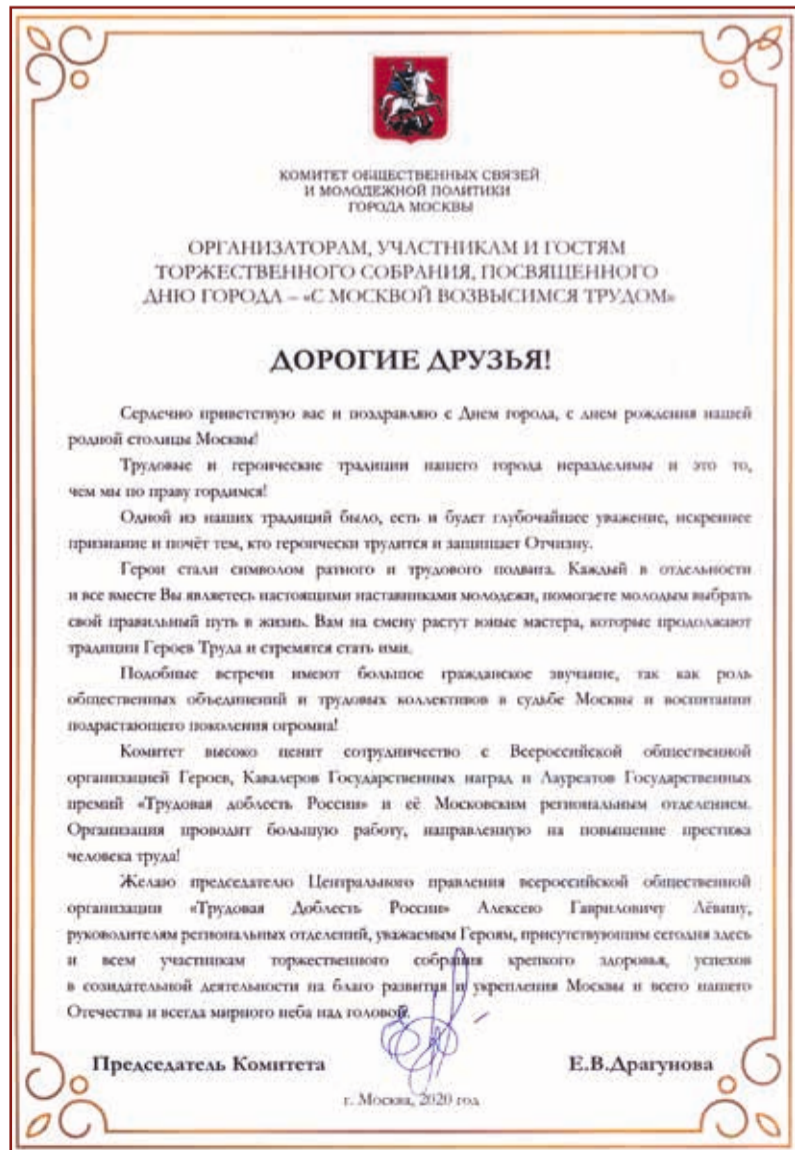 КОМИТЕТ ОБЩЕСТВЕННЫХ СВЯЗЕЙ
И МОЛОДЕЖНОЙ ПОЛИТИКИ
ГОРОДА МОСКВЫ
ОРГАНИЗАТОРАМ, УЧАСТНИКАМ И ГОСТЯМ
ТОРЖЕСТВЕННОГО СОБРАНИЯ, ПОСВЯЩЕННОГО
ДНЮ ГОРОДА – «С МОСКВОЙ ВОЗВЫСИМСЯ ТРУДОМ»
ДОРОГИЕ ДРУЗЬЯ!
Сердечно приветствую вас и поздравляю с Днем города, с днем рождения нашей
родной столицы Москвы!
Трудовые и героические традиции нашего города неразделимы и это то,
чем мы по праву гордимся!
Одной из наших традиций было, есть и будет глубочайшее уважение, искреннее
признание и почёт тем, кто героически трудится и защищает Отчизну.
Герои стали символом ратного и трудового подвига. Каждый в отдельности
и все вместе Вы являетесь настоящими наставниками молодежи, помогаете молодым выбрать
свой правильный путь в жизнь. Вам на смену растут юные мастера, которые продолжают
традиции Героев Труда и стремятся стать ими.
Подобные встречи имеют большое гражданское звучание, так как роль
общественных объединений и трудовых коллективов в судьбе Москвы и воспитании
подрастающего поколения огромна!
Комитет высоко ценит сотрудничество с Всероссийской общественной
организацией Героев, Кавалеров Государственных наград и Лауреатов Государственных
премий «Трудовая доблесть России» и её Московским региональным отделением.
Организация проводит большую работу, направленную на повышение престижа
человека труда!
Желаю председателю Центрального правления всероссийской общественной
организации «Трудовая Доблесть России» Алексею Гавриловичу Лёвину,
руководителям региональных отделений, уважаемым Героям, присутствующим сегодня здесь
и всем участникам торжественного собрания крепкого здоровья, успехов
в созидательной деятельности на благо развития и укрепления Москвы и всего нашего
Отечества и всегда мирного неба над головой.
Председатель Комитета Е.В.Драгунова
г. Москва, 2020 год